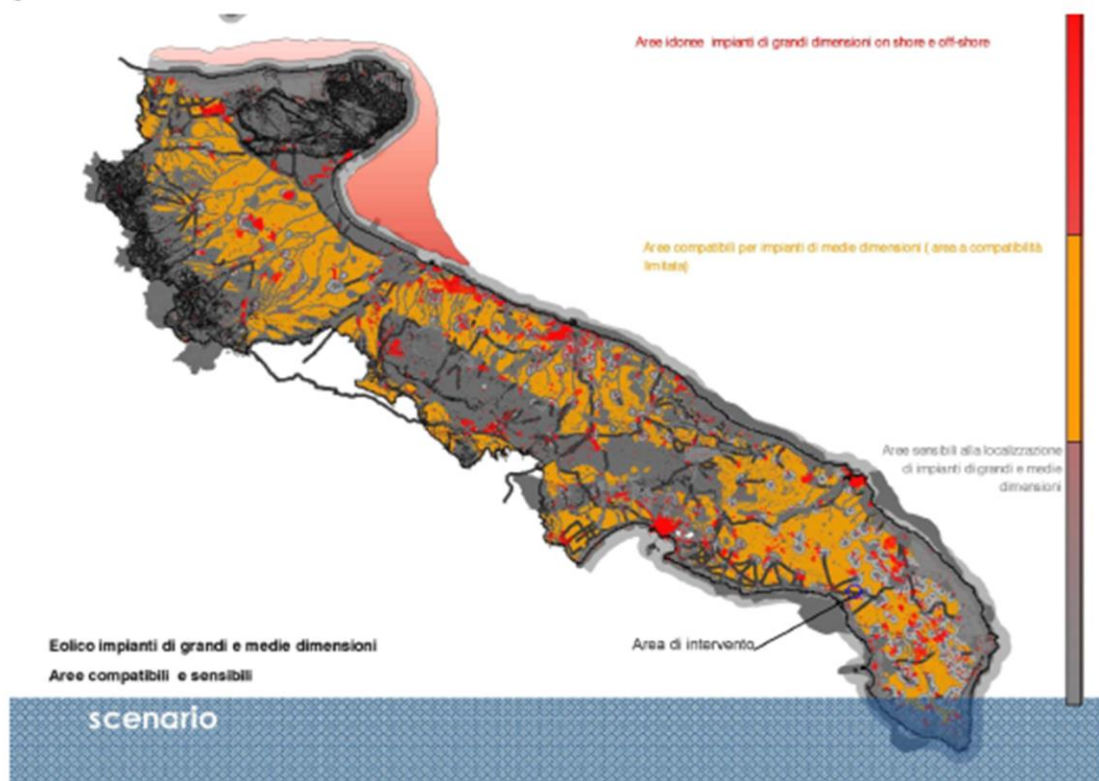 Aree idonee impianti di grandi dimensioni on shore e off-shore
Aree compatibili per impianti di medie dimensioni ( area a compatibilità
limitata)
Aree sensibili alla localizzazione
di impianti di grandi e medie
dimensioni
Area di intervento
Eolico impianti di grandi e medie dimensioni
Aree compatibili e sensibili
scenario